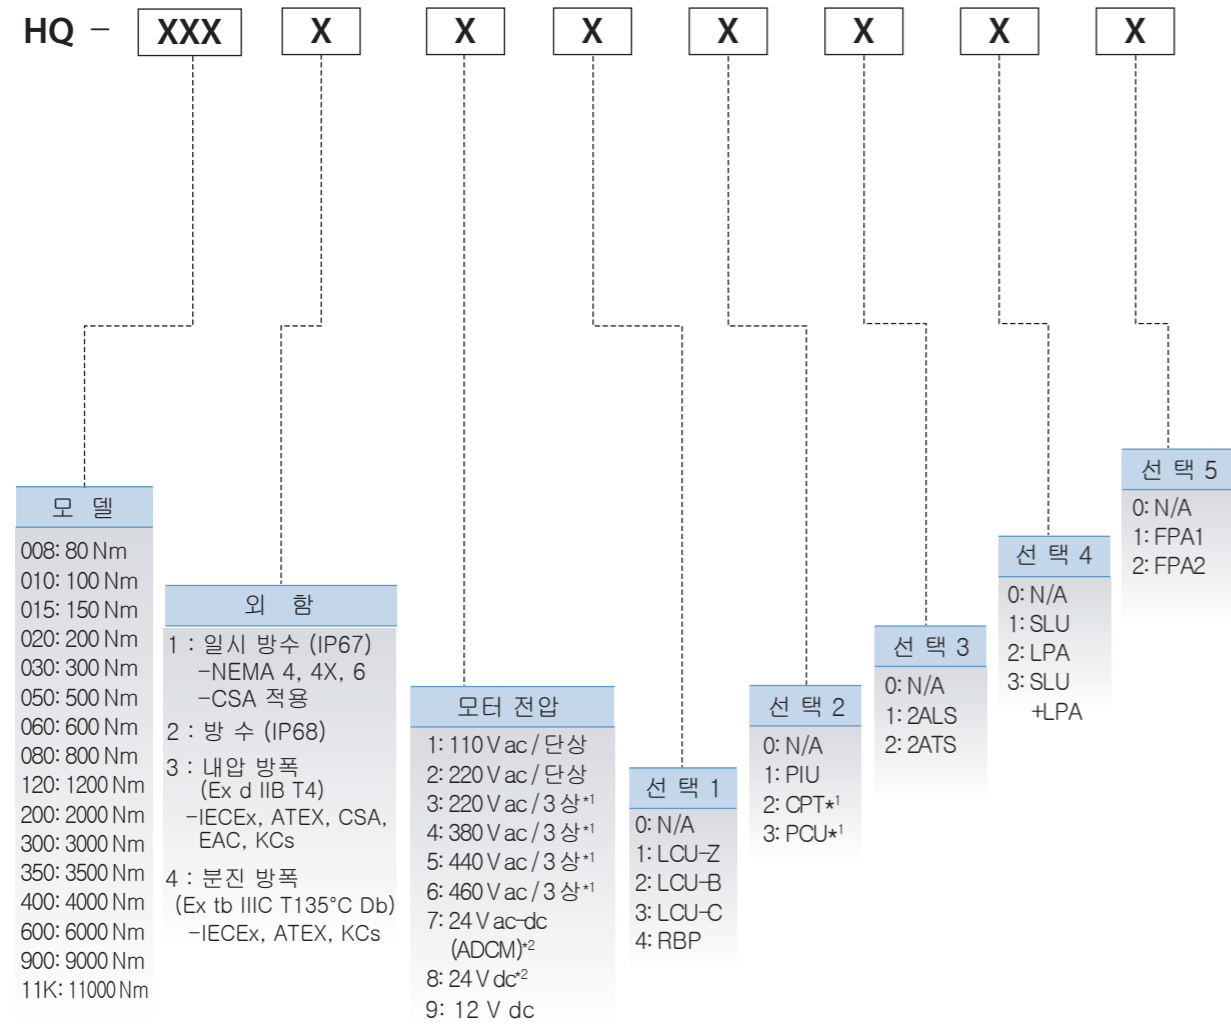 HQ - XXX X X X X X X X
모 델
008: 80 Nm
010: 100 Nm
015: 150 Nm
020: 200 Nm
030: 300 Nm
050: 500 Nm
060: 600 Nm
080: 800 Nm
120: 1200 Nm
200: 2000 Nm
300: 3000 Nm
350: 3500 Nm
400: 4000 Nm
600: 6000 Nm
900: 9000 Nm
11K: 11000 Nm
외 함
1 : 일시 방수 (IP67)
-NEMA 4, 4X, 6
-CSA 적용
2 : 방 수 (IP68)
3 : 내압 방폭
(Ex d IIB T4)
-IECEx, ATEX, CSA,
EAC, KCs
4 : 분진 방폭
(Ex tb IIIC T135°C Db)
-IECEx, ATEX, KCs
모터 전압
1: 110 V ac / 단상
2: 220 V ac / 단상
3: 220 V ac / 3 상*1
4: 380 V ac / 3 상*1
5: 440 V ac / 3 상*1
6: 460 V ac / 3 상*1
7: 24 V ac-dc
(ADCM)*2
8: 24 V dc*2
9: 12 V dc
선 택 1
0: N/A
1: LCU-Z
2: LCU-B
3: LCU-C
4: RBP
선 택 2
0: N/A
1: PIU
2: CPT*1
3: PCU*1
선 택 3
0: N/A
1: 2ALS
2: 2ATS
선 택 4
0: N/A
1: SLU
2: LPA
3: SLU
+LPA
선 택 5
0: N/A
1: FPA1
2: FPA2